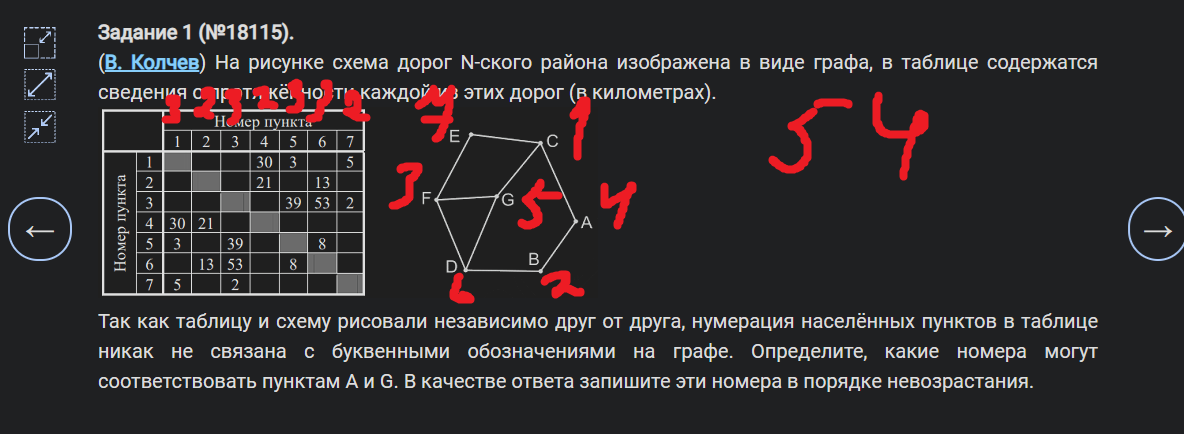 Задание 1 (№18115).
(В. Колчев) На рисунке схема дорог N-ского района изображена в виде графа, в таблице содержатся
сведения о протяжённости каждой из этих дорог (в километрах).
3 2 3 2 3 3 2
Номер пункта
1 2 3 4 5 6 7
Номер пункта
1 30 3 5
2 21 13
3 39 53 2
4 30 21
5 3 39 8
6 13 53 8
7 5 2
7 E C 1
3 F G 5 4 A
D B
6 2
5 4
← →
Так как таблицу и схему рисовали независимо друг от друга, нумерация населённых пунктов в таблице
никак не связана с буквенными обозначениями на графе. Определите, какие номера могут
соответствовать пунктам A и G. В качестве ответа запишите эти номера в порядке невозрастания.